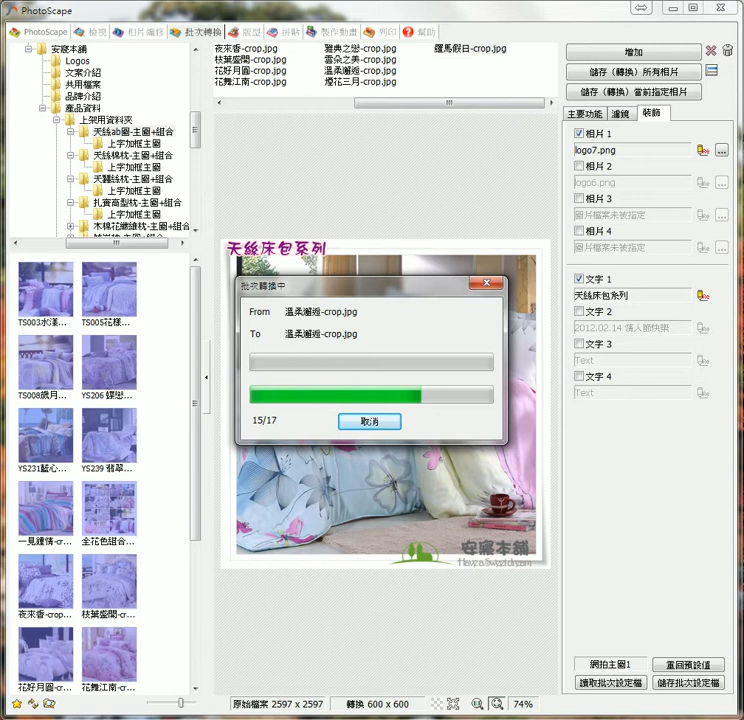 PhotoScape
PhotoScape 檢視 相片編修 批次轉換 版型 拼貼 製作動畫 列印 幫助
安寢本舖
Logos
文案介紹
共用檔案
品牌介紹
產品資料
上架用資料夾
天絲ab圖-主圖+組合
上字加框主圖
天絲棉枕-主圖+組合
上字加框主圖
天蠶絲枕-主圖+組合
上字加框主圖
扎實高型枕-主圖+組合
上字加框主圖
木棉花纖維枕-主圖+組合
夜來香-crop.jpg 雅典之戀-crop.jpg 羅馬假日-crop.jpg
枝葉盛開-crop.jpg 雲朵之美-crop.jpg
花好月圓-crop.jpg 溫柔邂逅-crop.jpg
花舞江南-crop.jpg 煙花三月-crop.jpg
增加
儲存（轉換）所有相片
儲存（轉換）當前指定相片
主要功能 濾鏡 裝飾
相片 1
logo7.png
相片 2
logo6.png
相片 3
圖片檔案未被指定
相片 4
圖片檔案未被指定
文字 1
天絲床包系列
文字 2
2012.02.14 情人節快樂
文字 3
Text
文字 4
Text
TS003水漾... TS005花樣...
TS008歲月... YS206 蝶戀...
YS231藍心... YS239 翡翠...
一見鍾情-cr... 全花色組合...
夜來香-crop... 枝葉盛開-cr...
花好月圓-cr... 花舞江南-cr...
天絲床包系列
批次轉換中
From 溫柔邂逅-crop.jpg
To 溫柔邂逅-crop.jpg
15/17
取消
安寢本舖
Have a Sweet dream
網拍主圖1
重回預設值
讀取批次設定檔
儲存批次設定檔
原始檔案 2597 x 2597
轉換 600 x 600
74%